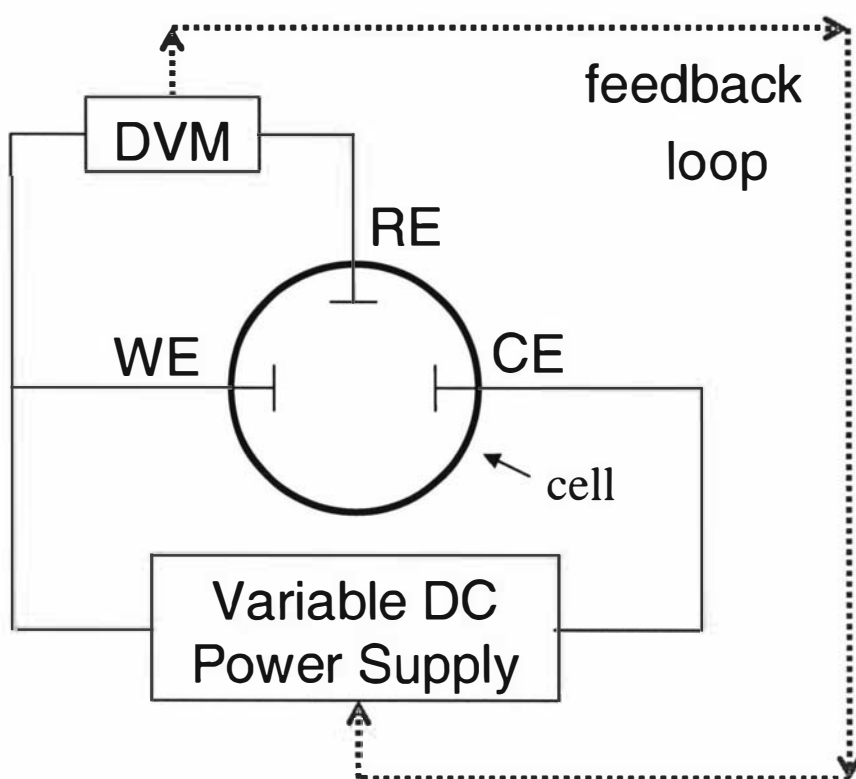 feedback
loop
DVM
RE
WE
CE
cell
Variable DC
Power Supply